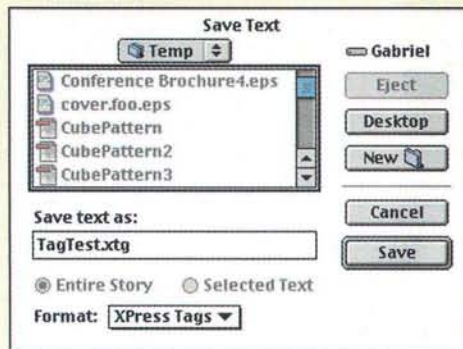 Save Text
Temp
Gabriel
Conference Brochure4.eps
cover.foo.eps
CubePattern
CubePattern2
CubePattern3
Eject
Desktop
New
Save text as:
TagTest.xtg
Cancel
Save
Entire Story
Selected Text
Format: XPress Tags